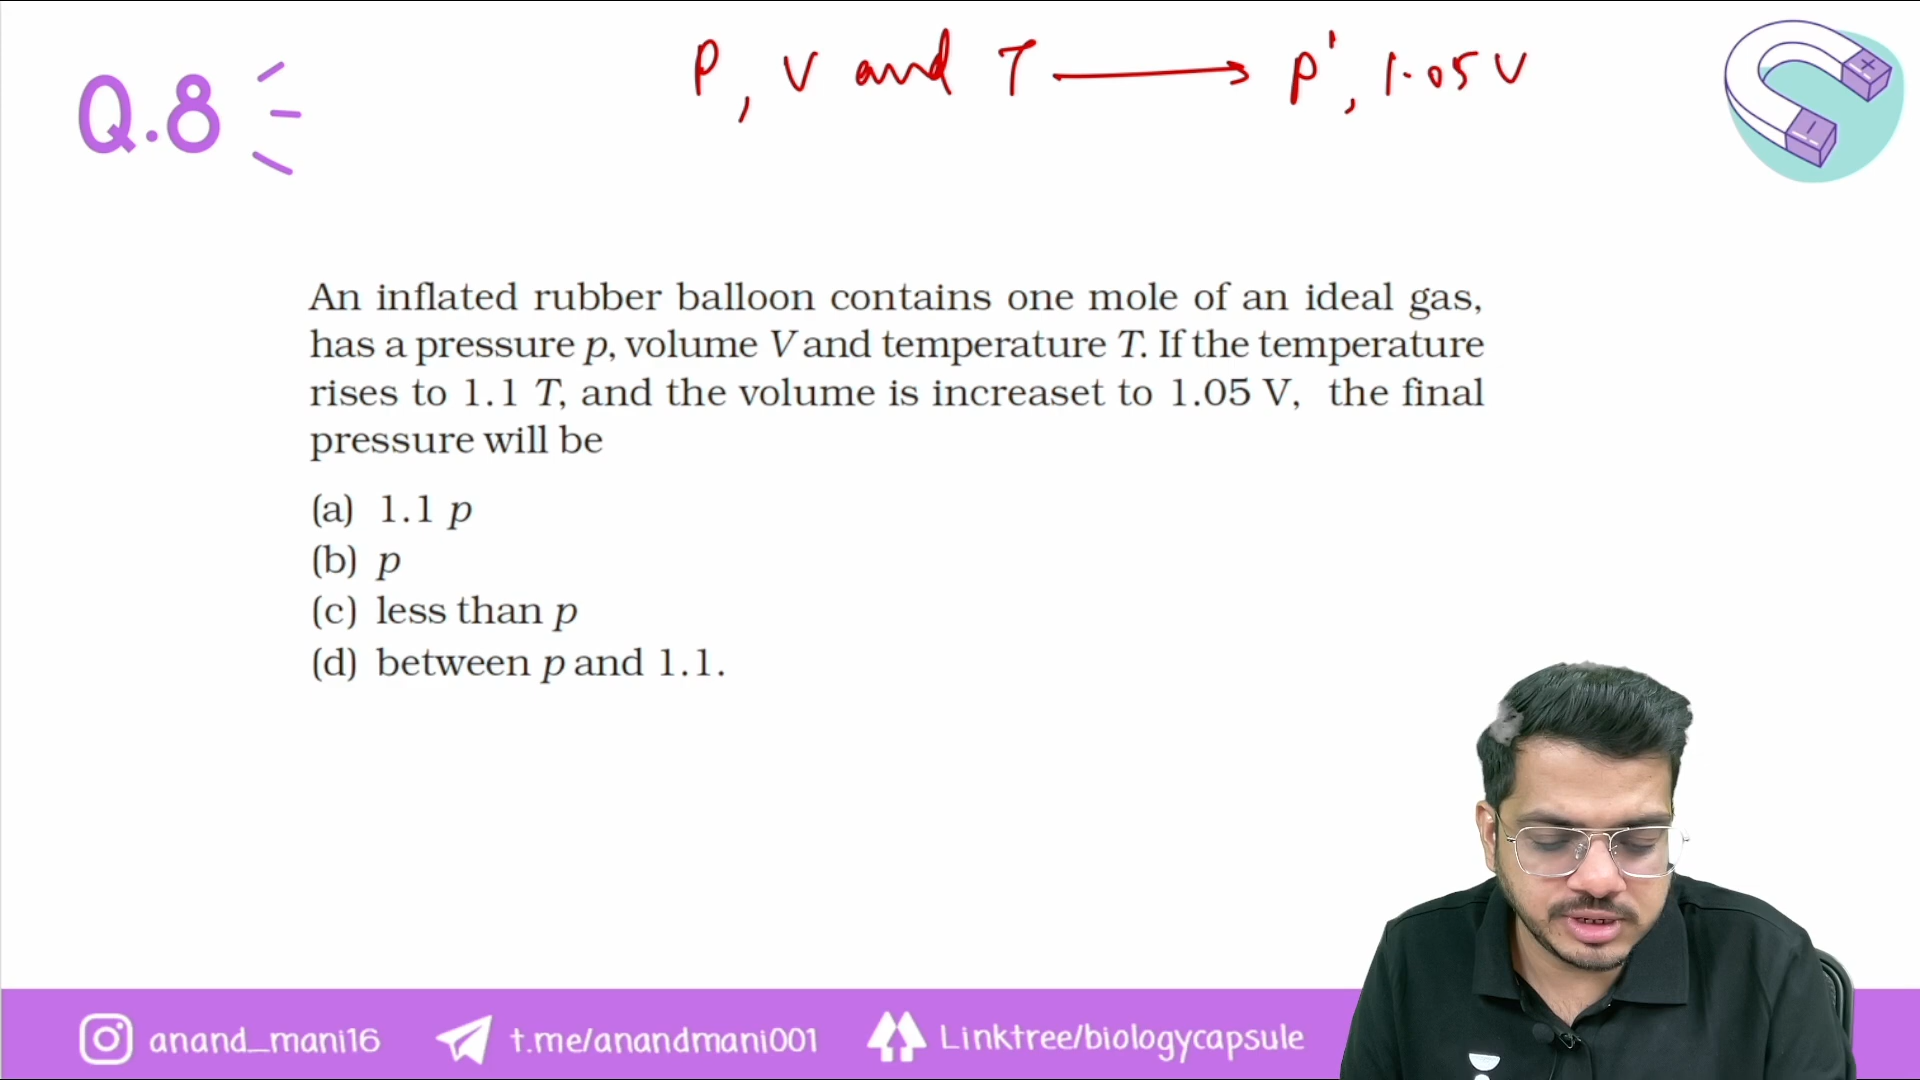 P, V and T ⟶ P', 1.05 V
Q.8
An inflated rubber balloon contains one mole of an ideal gas,
has a pressure p, volume V and temperature T. If the temperature
rises to 1.1 T, and the volume is increaset to 1.05 V, the final
pressure will be
(a) 1.1 p
(b) p
(c) less than p
(d) between p and 1.1.
anand_mani16 t.me/anandmani001 Linktree/biologycapsule